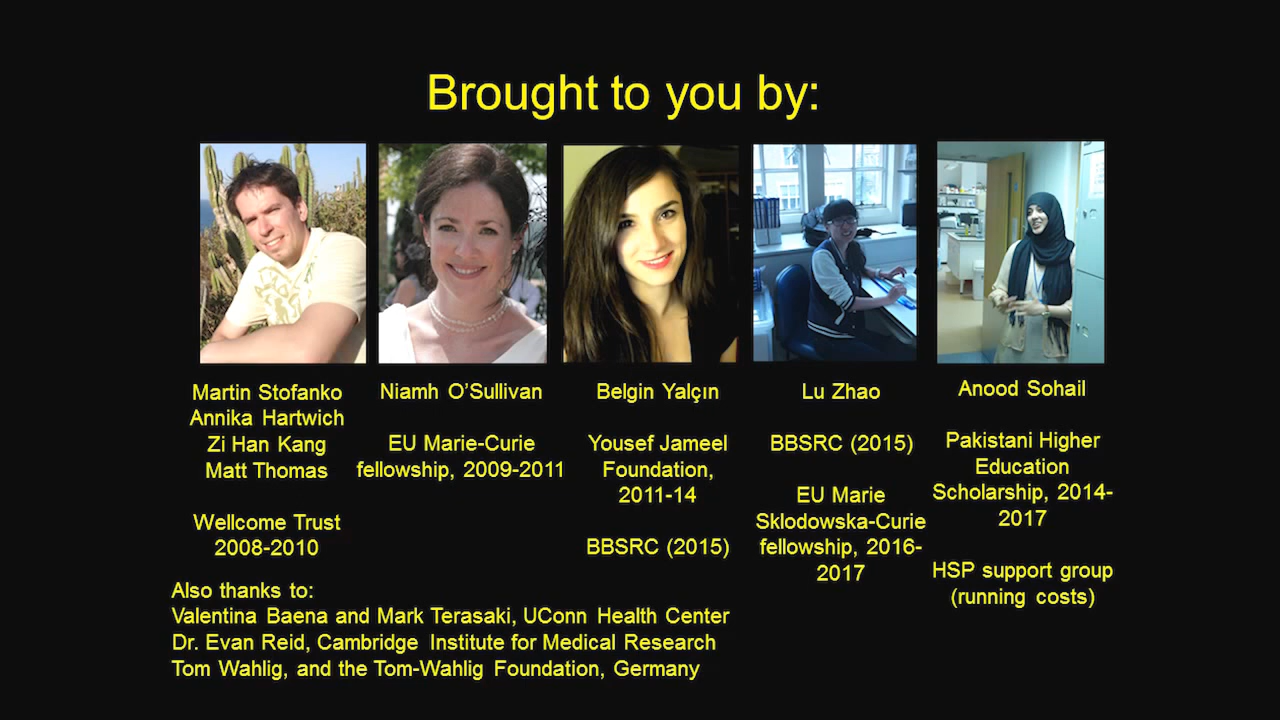 Brought to you by:
Martin Stofanko
Annika Hartwich
Zi Han Kang
Matt Thomas
Wellcome Trust
2008-2010
Niamh O’Sullivan
EU Marie-Curie
fellowship, 2009-2011
Belgin Yalçın
Yousef Jameel
Foundation,
2011-14
BBSRC (2015)
Lu Zhao
BBSRC (2015)
EU Marie
Sklodowska-Curie
fellowship, 2016-
2017
Anood Sohail
Pakistani Higher
Education
Scholarship, 2014-
2017
HSP support group
(running costs)
Also thanks to:
Valentina Baena and Mark Terasaki, UConn Health Center
Dr. Evan Reid, Cambridge Institute for Medical Research
Tom Wahlig, and the Tom-Wahlig Foundation, Germany